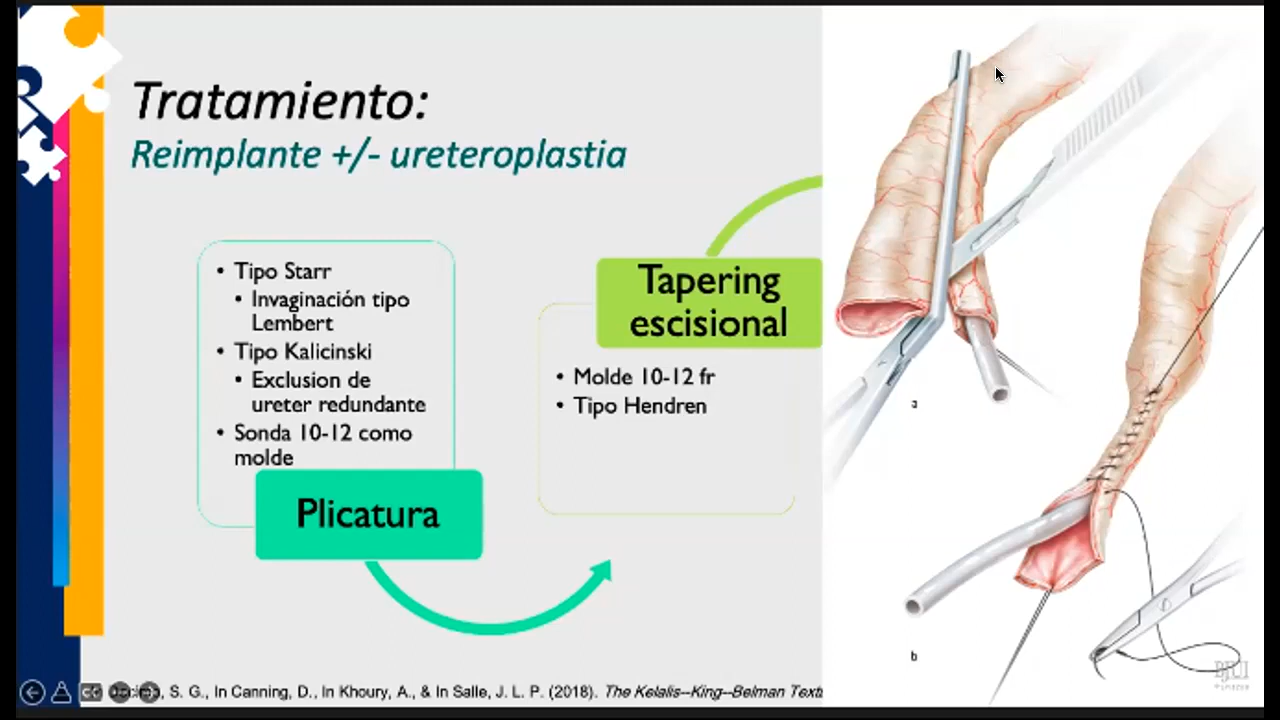 Tratamiento:
Reimplante +/- ureteroplastia
• Tipo Starr
• Invaginación tipo
Lembert
• Tipo Kalicinski
• Exclusion de
ureter redundante
• Sonda 10-12 como
molde
Plicatura
Tapering
escisional
• Molde 10-12 fr
• Tipo Hendren
a
b
S. G., In Canning, D., In Khoury, A., & In Salle, J. L. P. (2018). The Kelalis--King--Belman Textb
BJUI